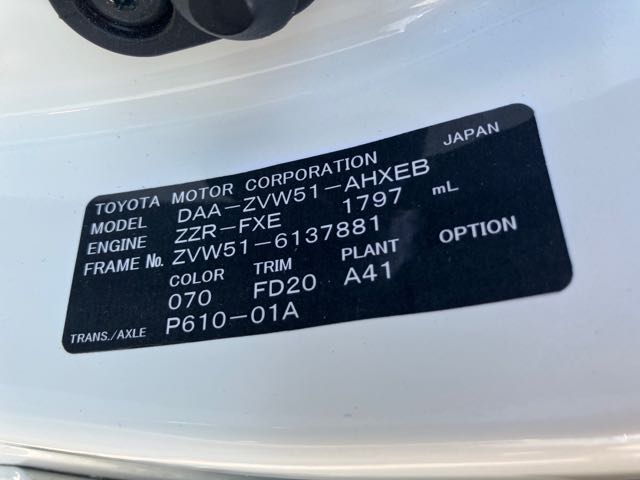 TOYOTA MOTOR CORPORATION JAPAN
MODEL DAA-ZVW51-AHXEB
ENGINE ZZR-FXE 1797 mL
FRAME No. ZVW51-6137881
COLOR TRIM PLANT OPTION
070 FD20 A41
TRANS./AXLE P610-01A